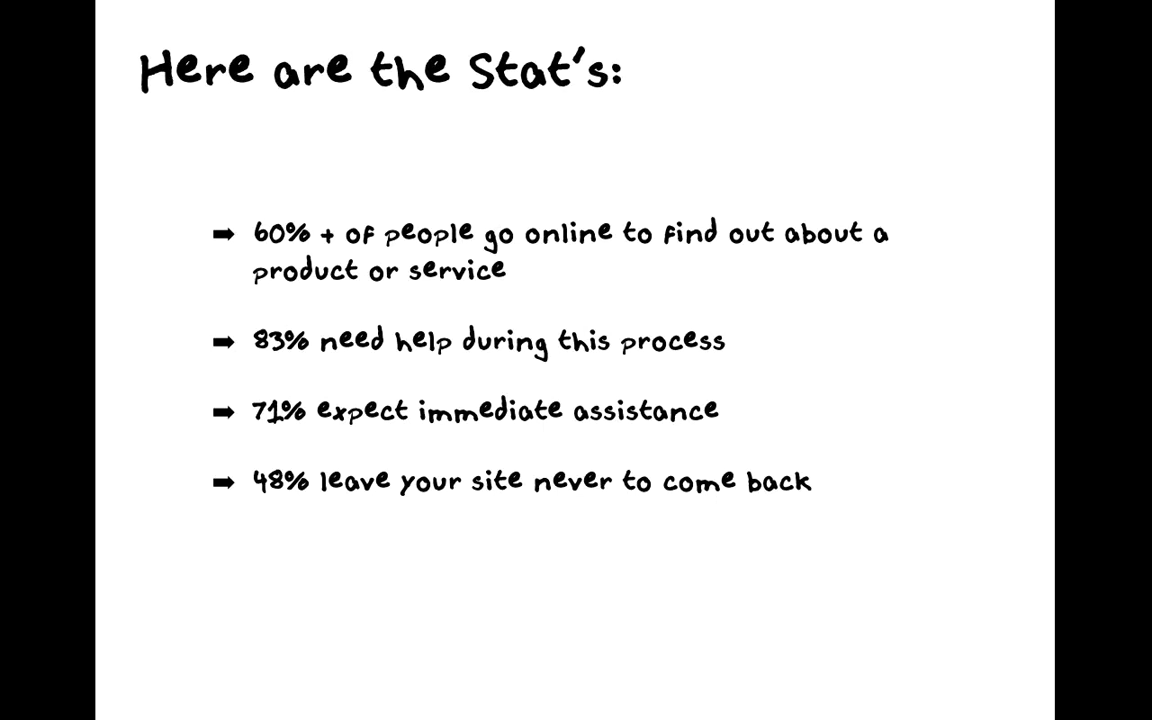 Here are the Stat's:
➡ 60% + of people go online to find out about a
product or service
➡ 83% need help during this process
➡ 71% expect immediate assistance
➡ 48% leave your site never to come back